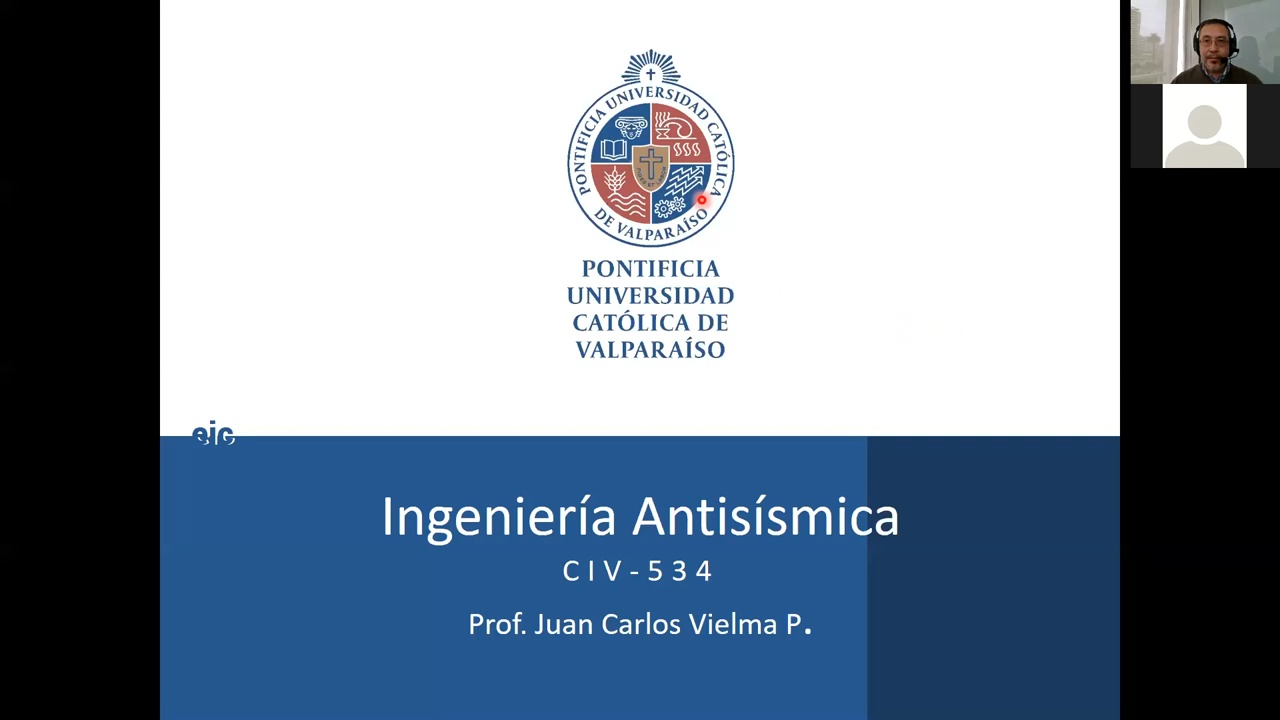 PONTIFICIA UNIVERSIDAD CATÓLICA
DE VALPARAÍSO
PONTIFICIA
UNIVERSIDAD
CATÓLICA DE
VALPARAÍSO
eic
Ingeniería Antisísmica
CIV-534
Prof. Juan Carlos Vielma P.